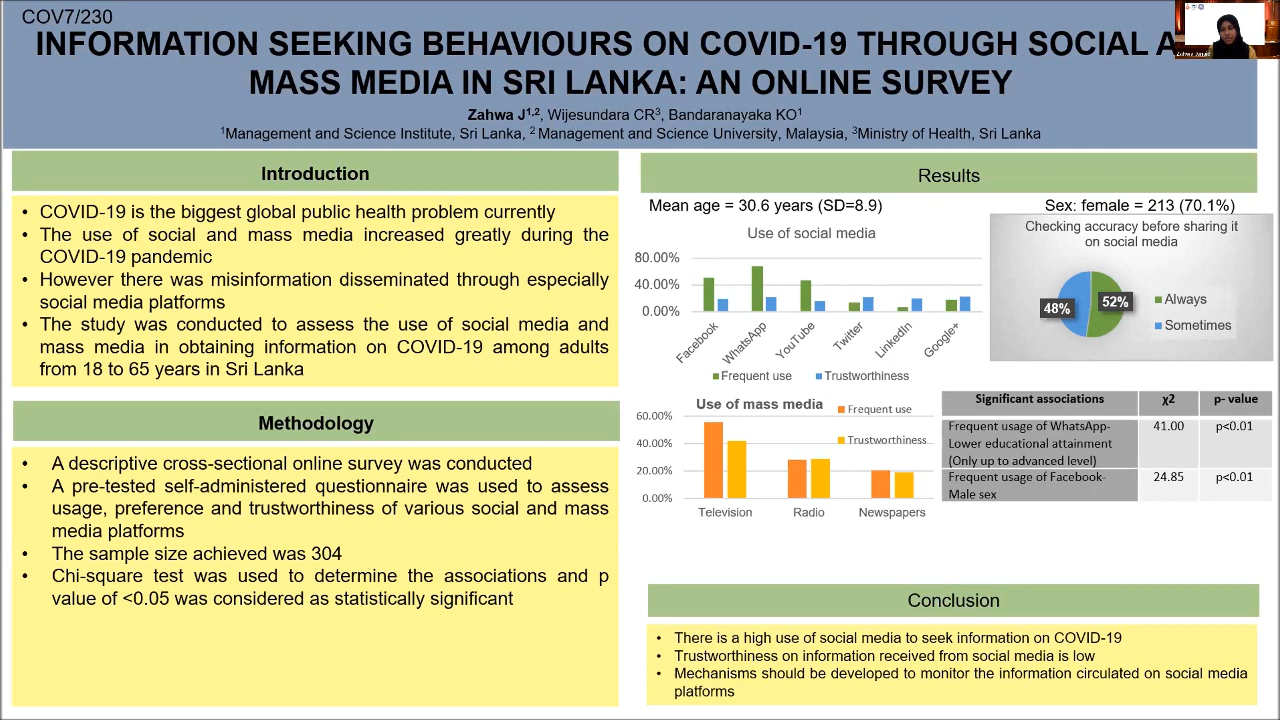 COV7/230
INFORMATION SEEKING BEHAVIOURS ON COVID-19 THROUGH SOCIAL A
MASS MEDIA IN SRI LANKA: AN ONLINE SURVEY
Zahwa J1,2, Wijesundara CR3, Bandaranayaka KO1
1Management and Science Institute, Sri Lanka, 2 Management and Science University, Malaysia, 3Ministry of Health, Sri Lanka
Introduction
• COVID-19 is the biggest global public health problem currently
• The use of social and mass media increased greatly during the
COVID-19 pandemic
• However there was misinformation disseminated through especially
social media platforms
• The study was conducted to assess the use of social media and
mass media in obtaining information on COVID-19 among adults
from 18 to 65 years in Sri Lanka
Methodology
• A descriptive cross-sectional online survey was conducted
• A pre-tested self-administered questionnaire was used to assess
usage, preference and trustworthiness of various social and mass
media platforms
• The sample size achieved was 304
• Chi-square test was used to determine the associations and p
value of <0.05 was considered as statistically significant
Results
Mean age = 30.6 years (SD=8.9)
Sex: female = 213 (70.1%)
Use of social media
80.00%
40.00%
0.00%
Facebook
WhatsApp
YouTube
Twitter
LinkedIn
Google+
Frequent use
Trustworthiness
Checking accuracy before sharing it
on social media
48%
52%
Always
Sometimes
Use of mass media
Frequent use
Trustworthiness
60.00%
40.00%
20.00%
0.00%
Television
Radio
Newspapers
Significant associations χ2 p- value
Frequent usage of WhatsApp- 41.00 p<0.01
Lower educational attainment
(Only up to advanced level)
Frequent usage of Facebook- 24.85 p<0.01
Male sex
Conclusion
• There is a high use of social media to seek information on COVID-19
• Trustworthiness on information received from social media is low
• Mechanisms should be developed to monitor the information circulated on social media
platforms